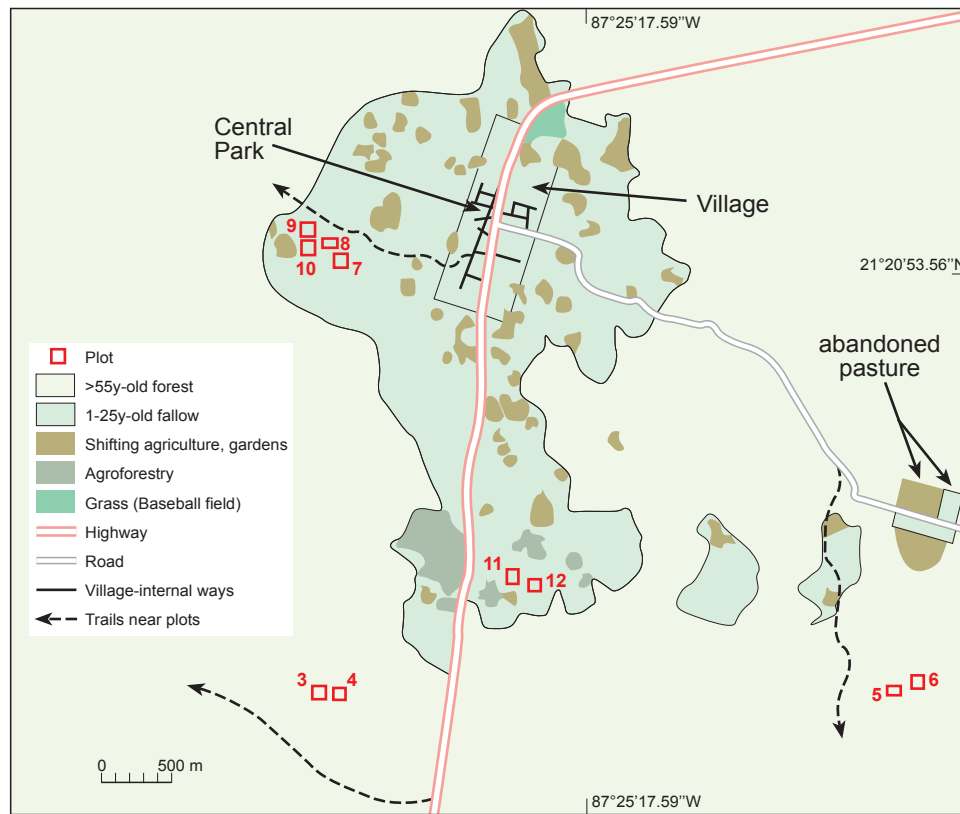 87°25'17.59''W
Central
Park
Village
9
8
10
7
21°20'53.56''N
abandoned
pasture
Plot
>55y-old forest
1-25y-old fallow
Shifting agriculture, gardens
Agroforestry
Grass (Baseball field)
Highway
Road
Village-internal ways
Trails near plots
11
12
3
4
5
6
0
500 m
87°25'17.59''W